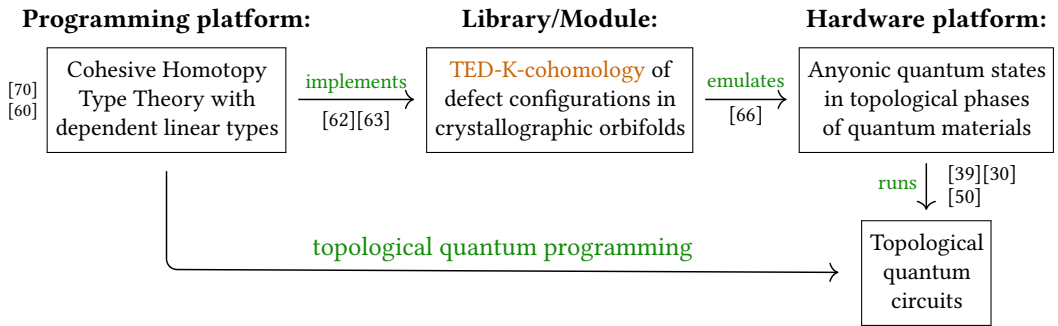 Programming platform:
Library/Module:
Hardware platform:
[70]
[60]
Cohesive Homotopy
Type Theory with
dependent linear types
implements
[62][63]
TED-K-cohomology of
defect configurations in
crystallographic orbifolds
emulates
[66]
Anyonic quantum states
in topological phases
of quantum materials
runs
[39][30]
[50]
topological quantum programming
Topological
quantum
circuits